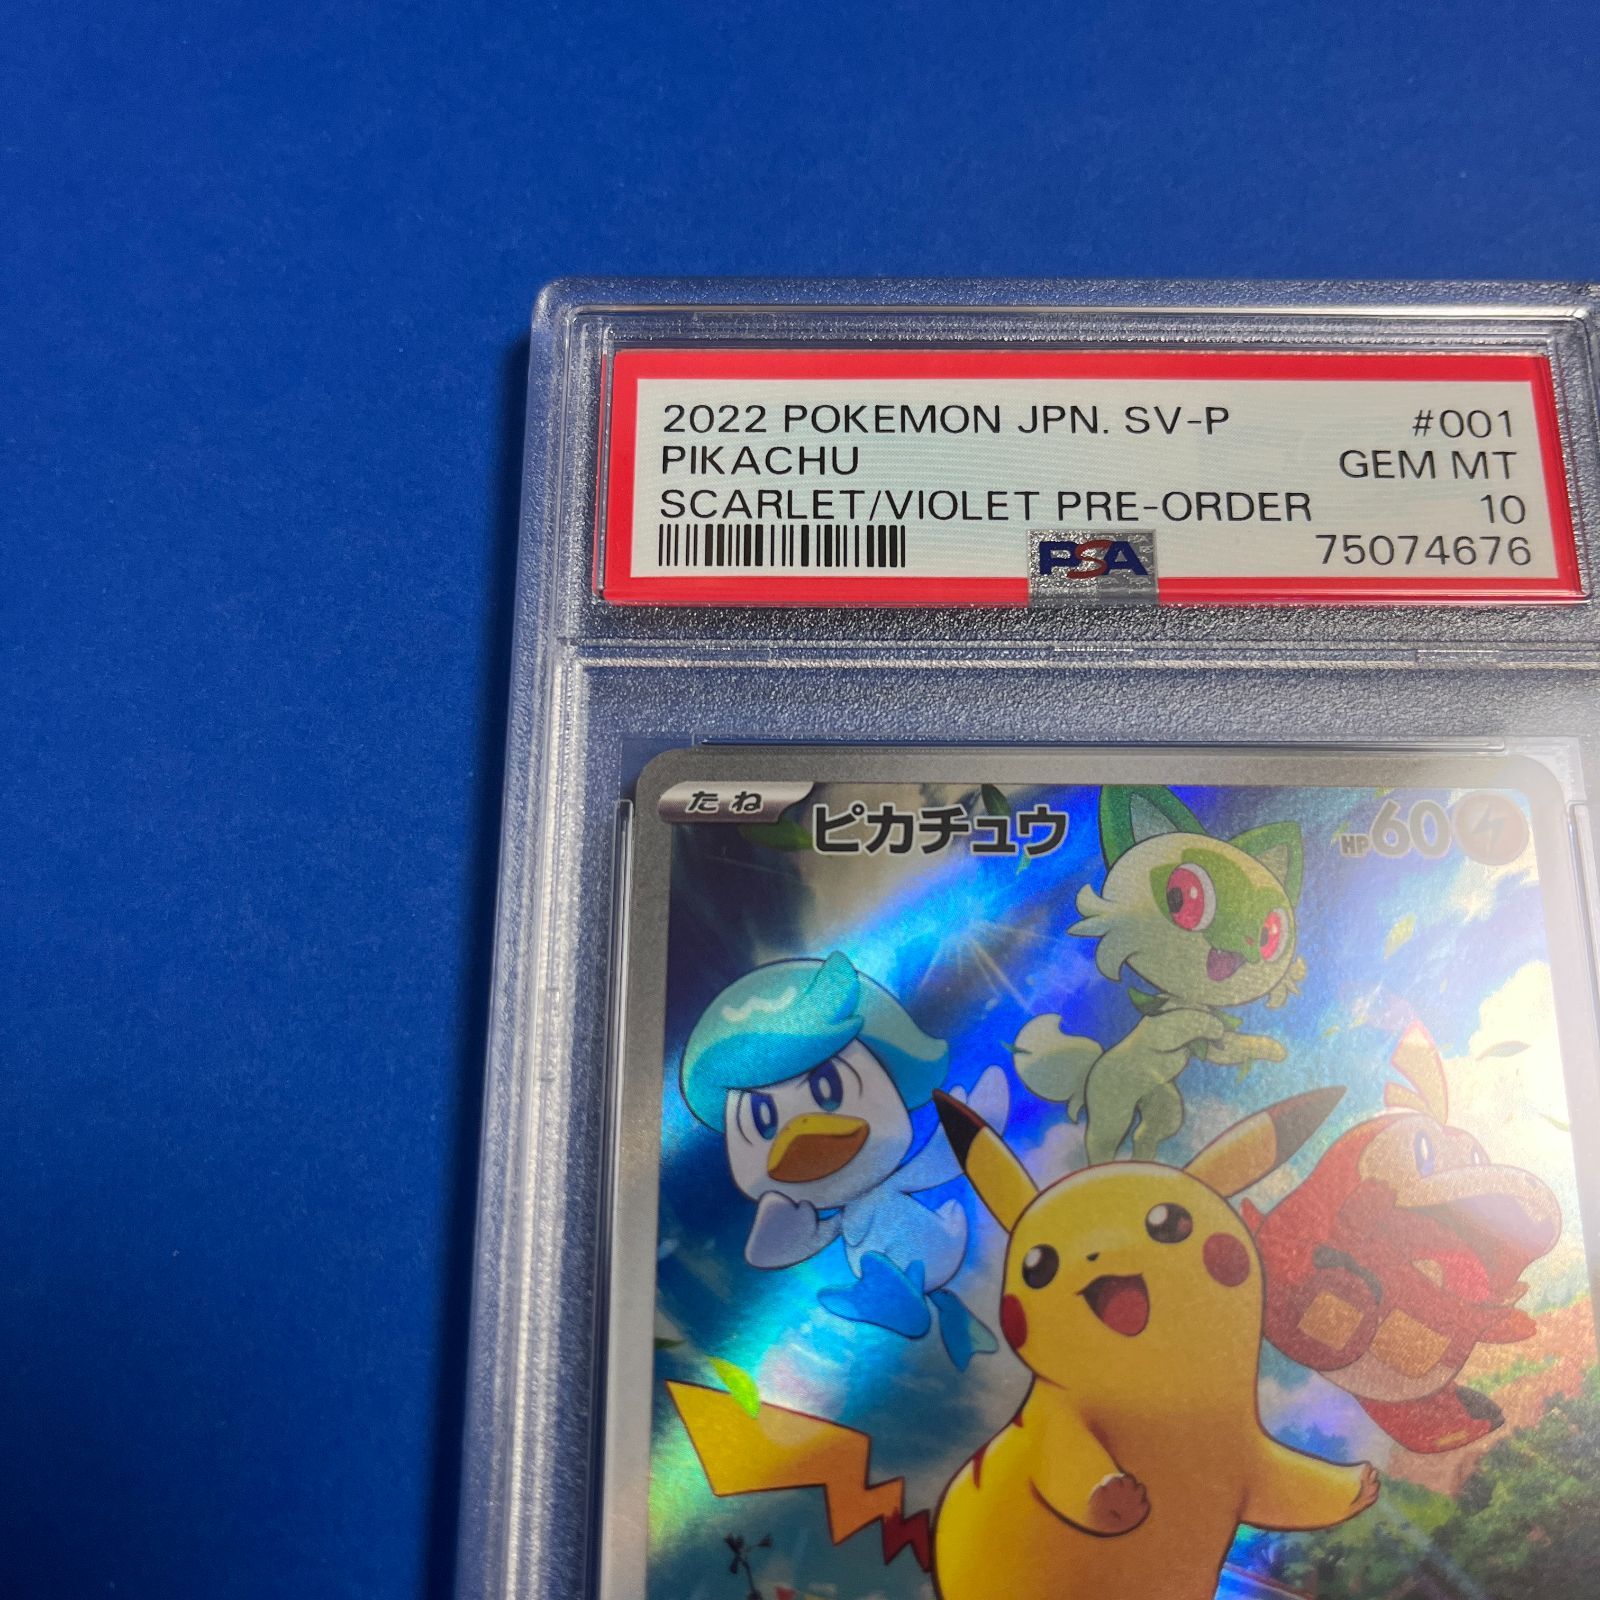 2022 POKEMON JPN. SV-P #001
PIKACHU GEM MT
SCARLET/VIOLET PRE-ORDER 10
PSA 75074676
たね ピカチュウ HP60